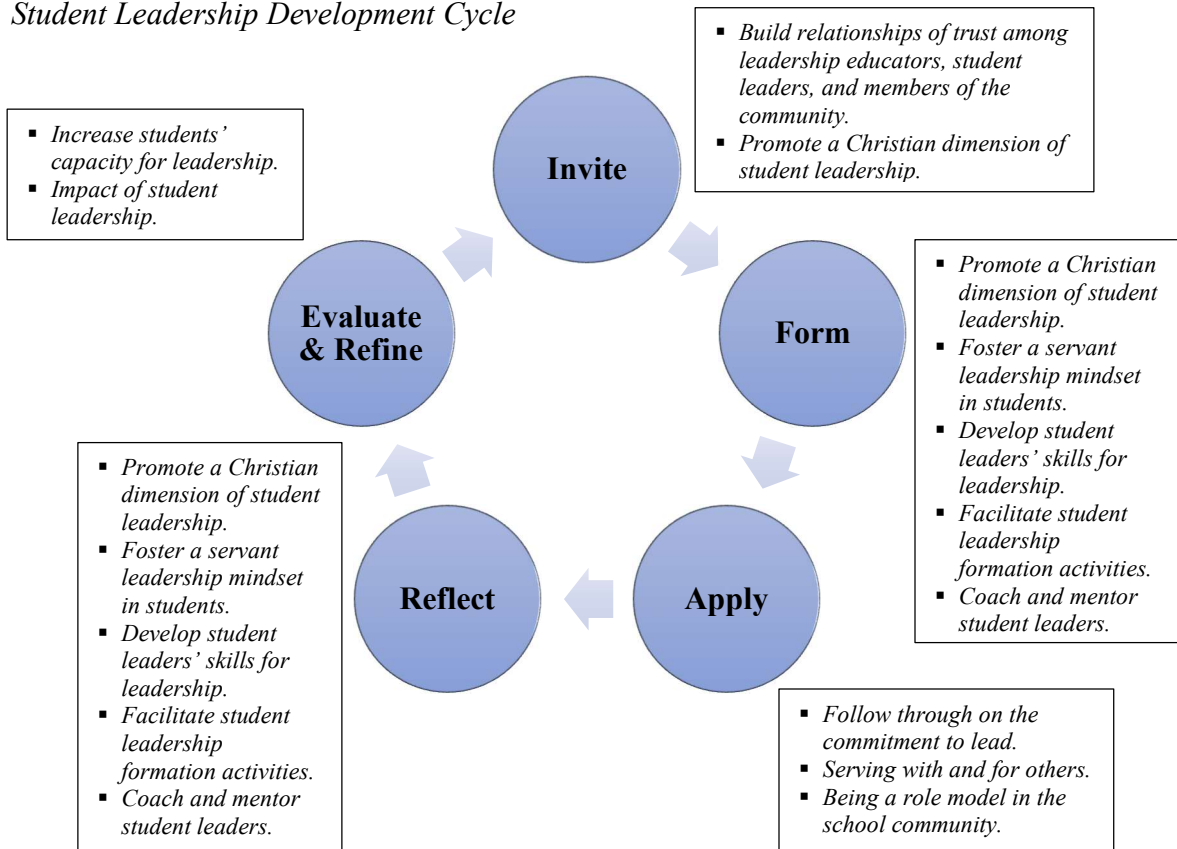 Student Leadership Development Cycle
▪ Build relationships of trust among
leadership educators, student
leaders, and members of the
community.
▪ Promote a Christian dimension of
student leadership.
▪ Increase students’
capacity for leadership.
▪ Impact of student
leadership.
Invite
Form
▪ Promote a Christian
dimension of student
leadership.
▪ Foster a servant
leadership mindset
in students.
▪ Develop student
leaders’ skills for
leadership.
▪ Facilitate student
leadership
formation activities.
▪ Coach and mentor
student leaders.
Evaluate
& Refine
▪ Promote a Christian
dimension of student
leadership.
▪ Foster a servant
leadership mindset
in students.
▪ Develop student
leaders’ skills for
leadership.
▪ Facilitate student
leadership
formation activities.
▪ Coach and mentor
student leaders.
Reflect
Apply
▪ Follow through on the
commitment to lead.
▪ Serving with and for others.
▪ Being a role model in the
school community.